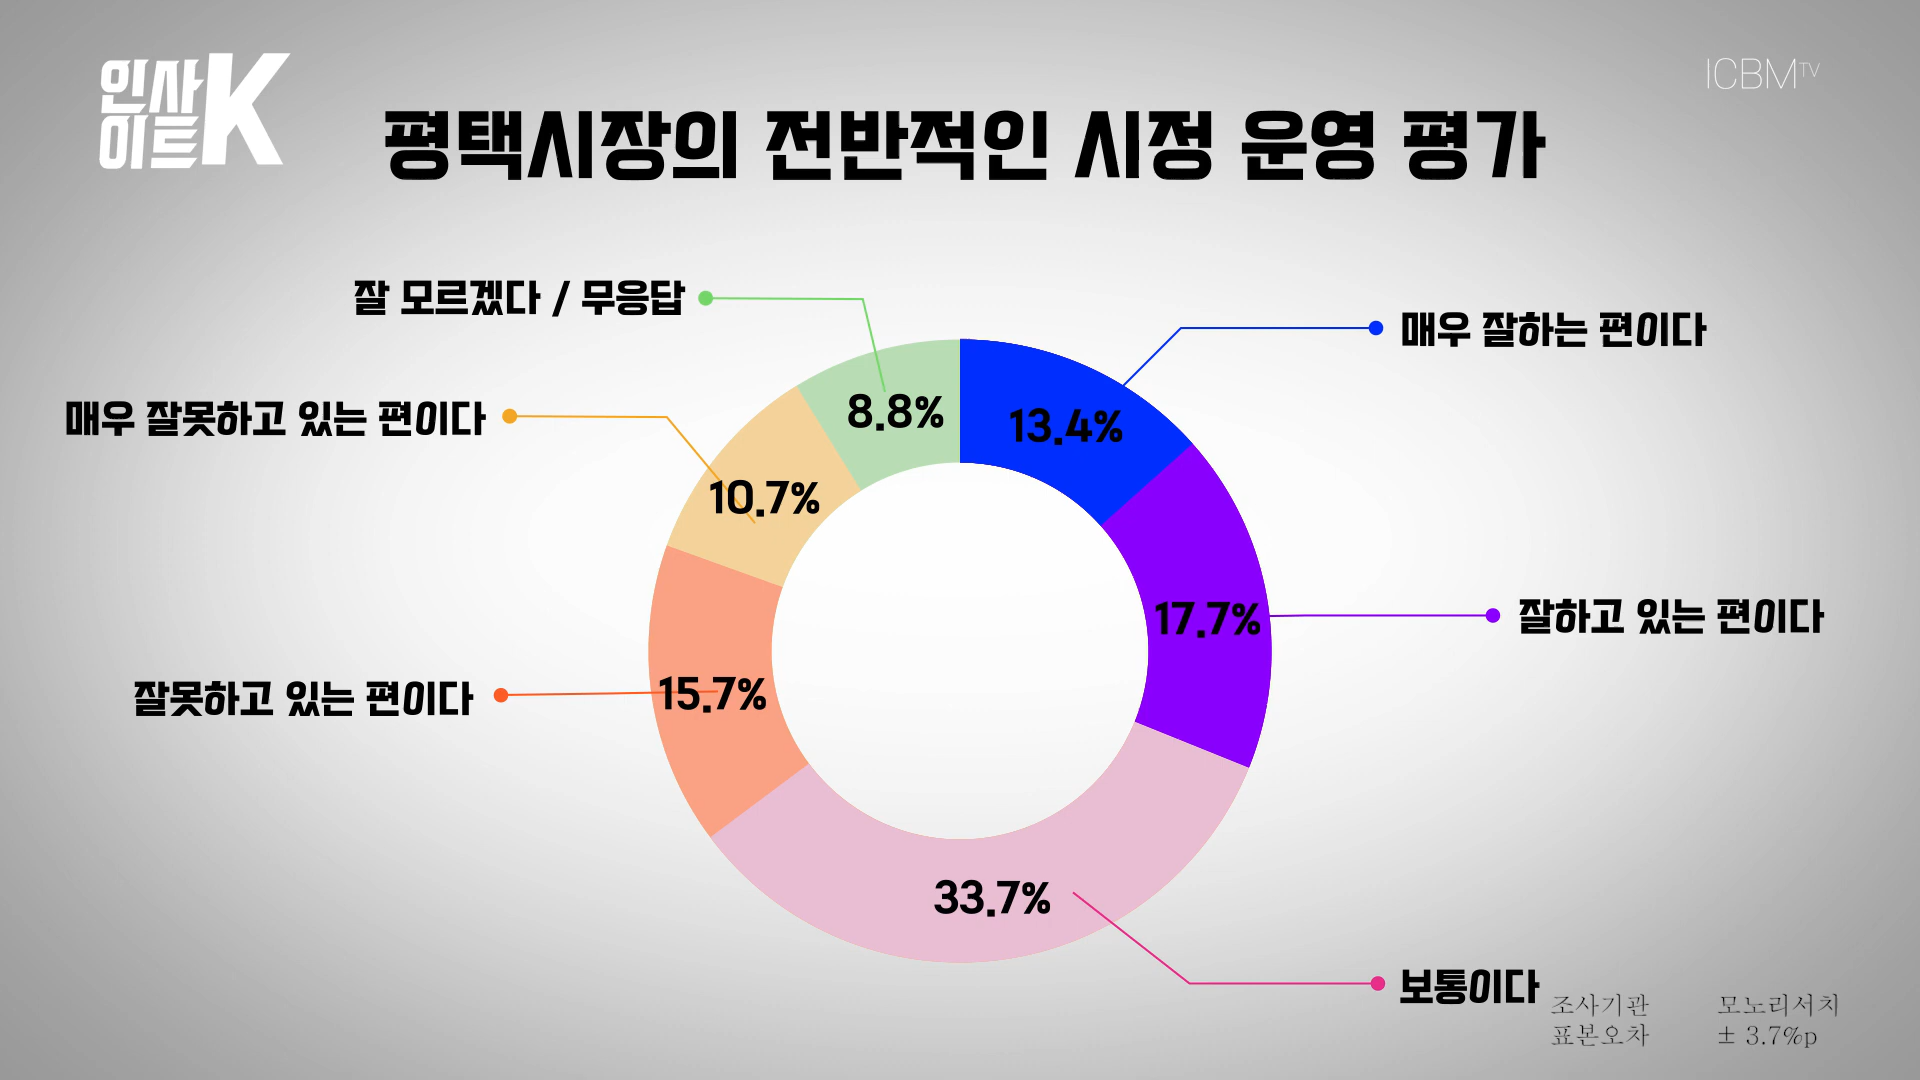 인사
이트K
ICBM TV
평택시장의 전반적인 시정 운영 평가
잘 모르겠다 / 무응답
매우 잘하는 편이다
매우 잘못하고 있는 편이다
8.8%
13.4%
10.7%
17.7%
잘하고 있는 편이다
잘못하고 있는 편이다
15.7%
33.7%
보통이다
조사기관 모노리서치
표본오차 ± 3.7%p